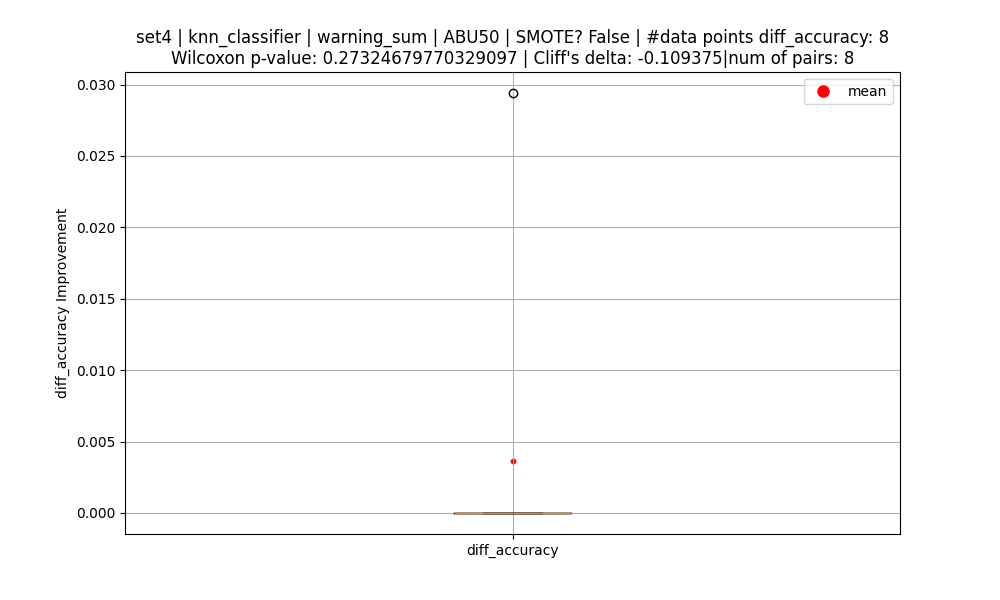 set4 | knn_classifier | warning_sum | ABU50 | SMOTE? False | #data points diff_accuracy: 8
Wilcoxon p-value: 0.27324679770329097 | Cliff's delta: -0.109375|num of pairs: 8
mean
0.030
0.025
0.020
0.015
0.010
0.005
0.000
diff_accuracy Improvement
diff_accuracy